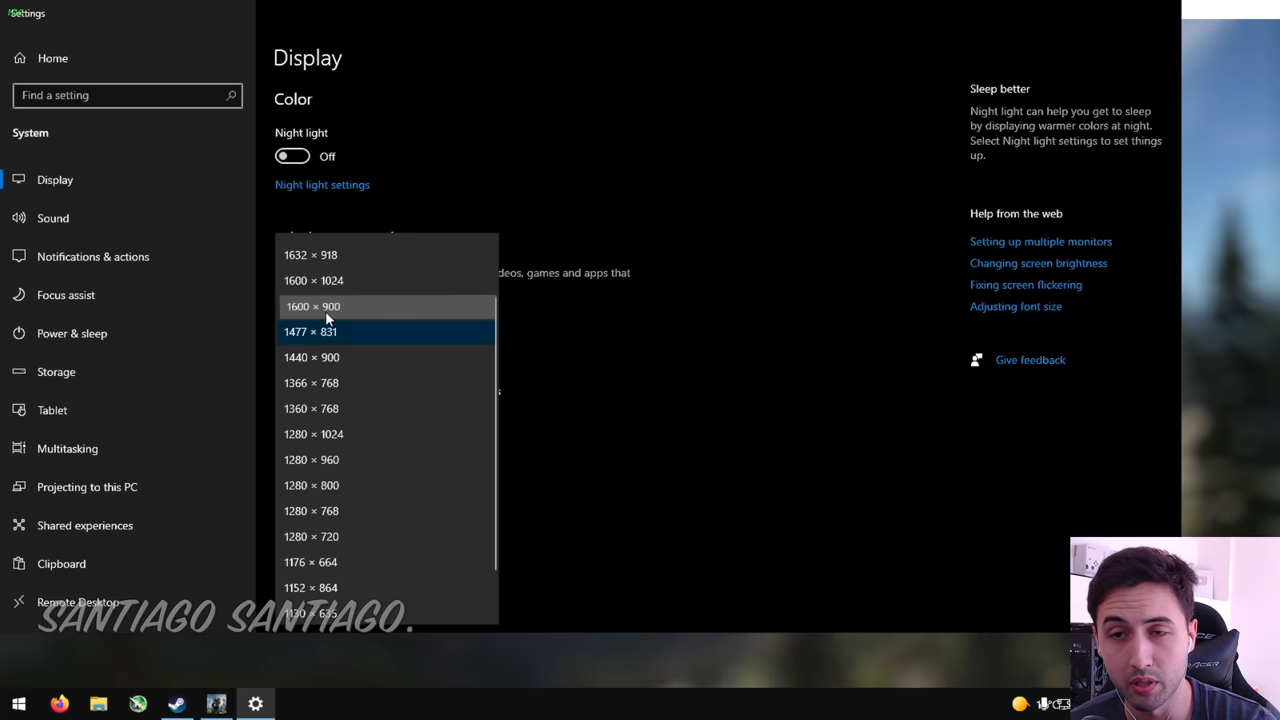 Settings
Home
Find a setting
System
Display
Sound
Notifications & actions
Focus assist
Power & sleep
Storage
Tablet
Multitasking
Projecting to this PC
Shared experiences
Clipboard
Remote Desktop
Display
Color
Night light
Off
Night light settings
deos, games and apps that
1632 × 918
1600 × 1024
1600 × 900
1477 × 831
1440 × 900
1366 × 768
1360 × 768
1280 × 1024
1280 × 960
1280 × 800
1280 × 768
1280 × 720
1176 × 664
1152 × 864
SANTIAGO SANTIAGO.
Sleep better
Night light can help you get to sleep
by displaying warmer colors at night.
Select Night light settings to set things
up.
Help from the web
Setting up multiple monitors
Changing screen brightness
Fixing screen flickering
Adjusting font size
Give feedback